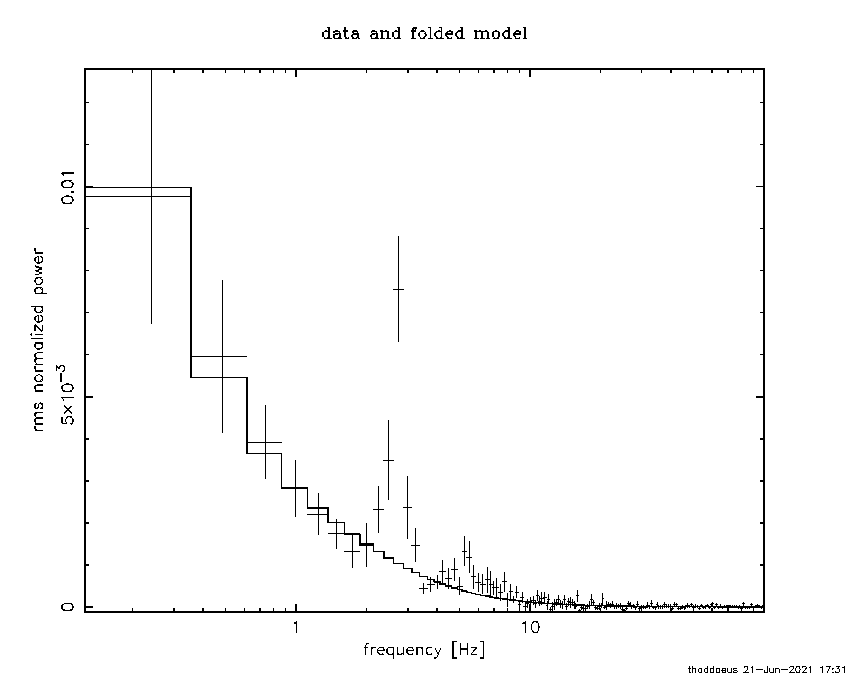 data and folded model
rms normalized power
0.01
5×10⁻³
0
1
10
frequency [Hz]
thoddaeus 21-Jun-2021 17:31